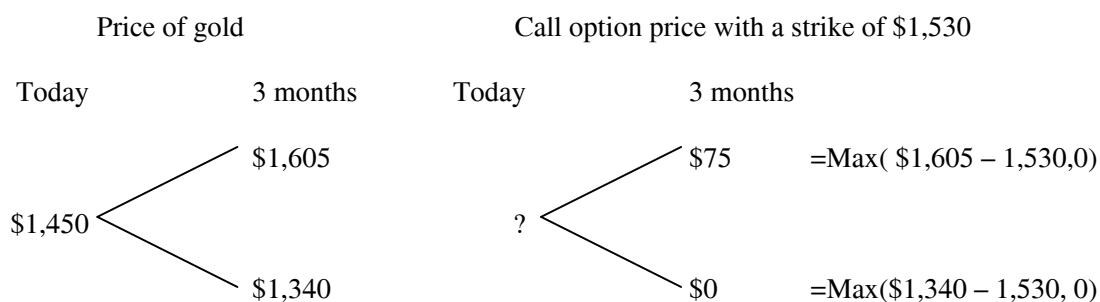 Price of gold Call option price with a strike of $1,530
Today 3 months Today 3 months
$1,605 $75 =Max( $1,605 – 1,530,0)
$1,450 ?
$1,340 $0 =Max($1,340 – 1,530, 0)